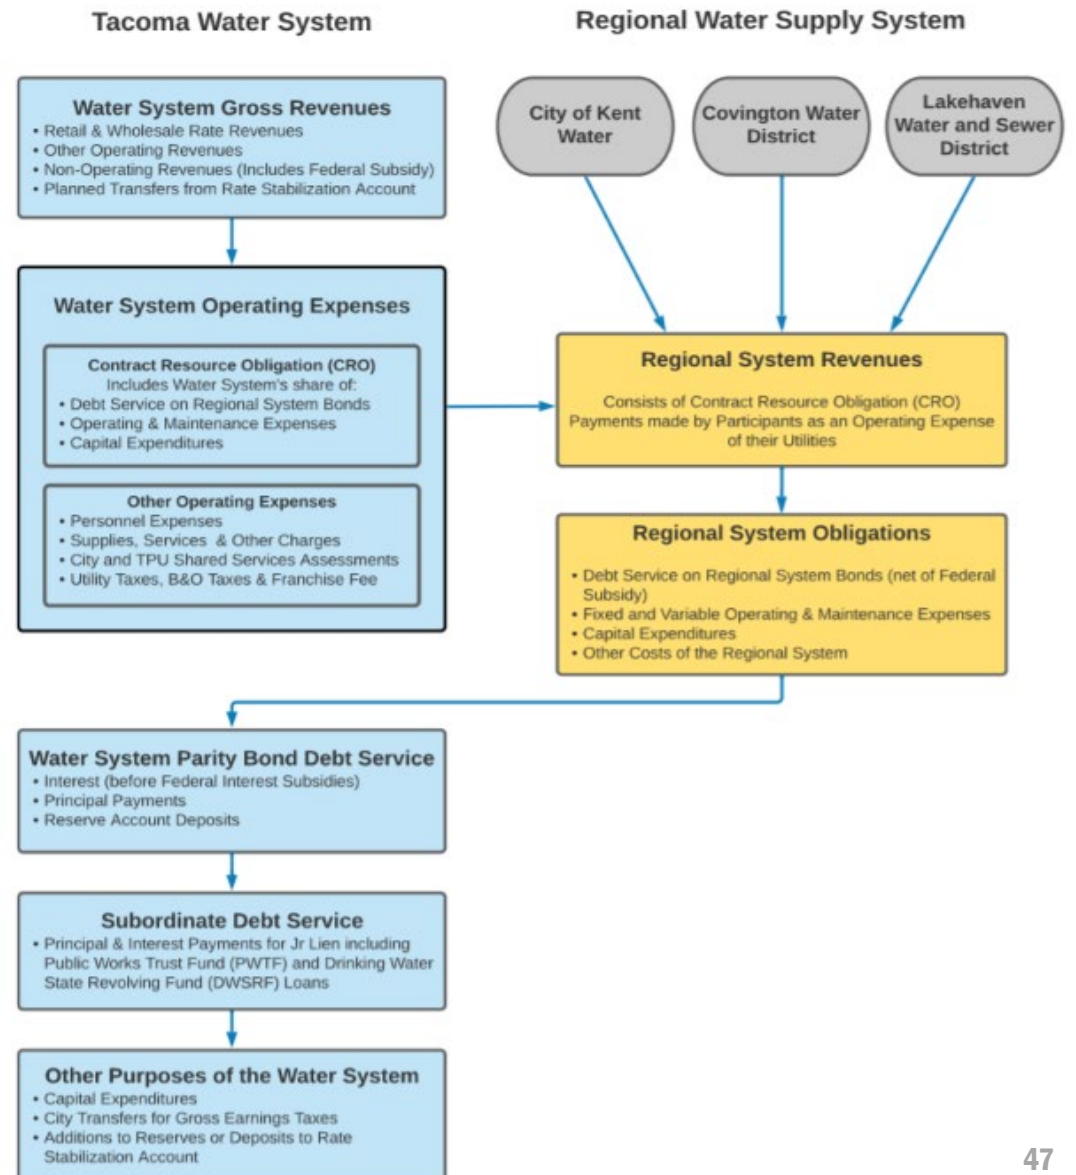 Tacoma Water System
Regional Water Supply System
Water System Gross Revenues
• Retail & Wholesale Rate Revenues
• Other Operating Revenues
• Non-Operating Revenues (Includes Federal Subsidy)
• Planned Transfers from Rate Stabilization Account
City of Kent
Water
Covington Water
District
Lakehaven
Water and Sewer
District
Water System Operating Expenses
Contract Resource Obligation (CRO)
Includes Water System's share of:
• Debt Service on Regional System Bonds
• Operating & Maintenance Expenses
• Capital Expenditures
Other Operating Expenses
• Personnel Expenses
• Supplies, Services & Other Charges
• City and TPU Shared Services Assessments
• Utility Taxes, B&O Taxes & Franchise Fee
Regional System Revenues
Consists of Contract Resource Obligation (CRO)
Payments made by Participants as an Operating Expense
of their Utilities
Regional System Obligations
• Debt Service on Regional System Bonds (net of Federal
Subsidy)
• Fixed and Variable Operating & Maintenance Expenses
• Capital Expenditures
• Other Costs of the Regional System
Water System Parity Bond Debt Service
• Interest (before Federal Interest Subsidies)
• Principal Payments
• Reserve Account Deposits
Subordinate Debt Service
• Principal & Interest Payments for Jr Lien including
Public Works Trust Fund (PWTF) and Drinking Water
State Revolving Fund (DWSRF) Loans
Other Purposes of the Water System
• Capital Expenditures
• City Transfers for Gross Earnings Taxes
• Additions to Reserves or Deposits to Rate
Stabilization Account
47